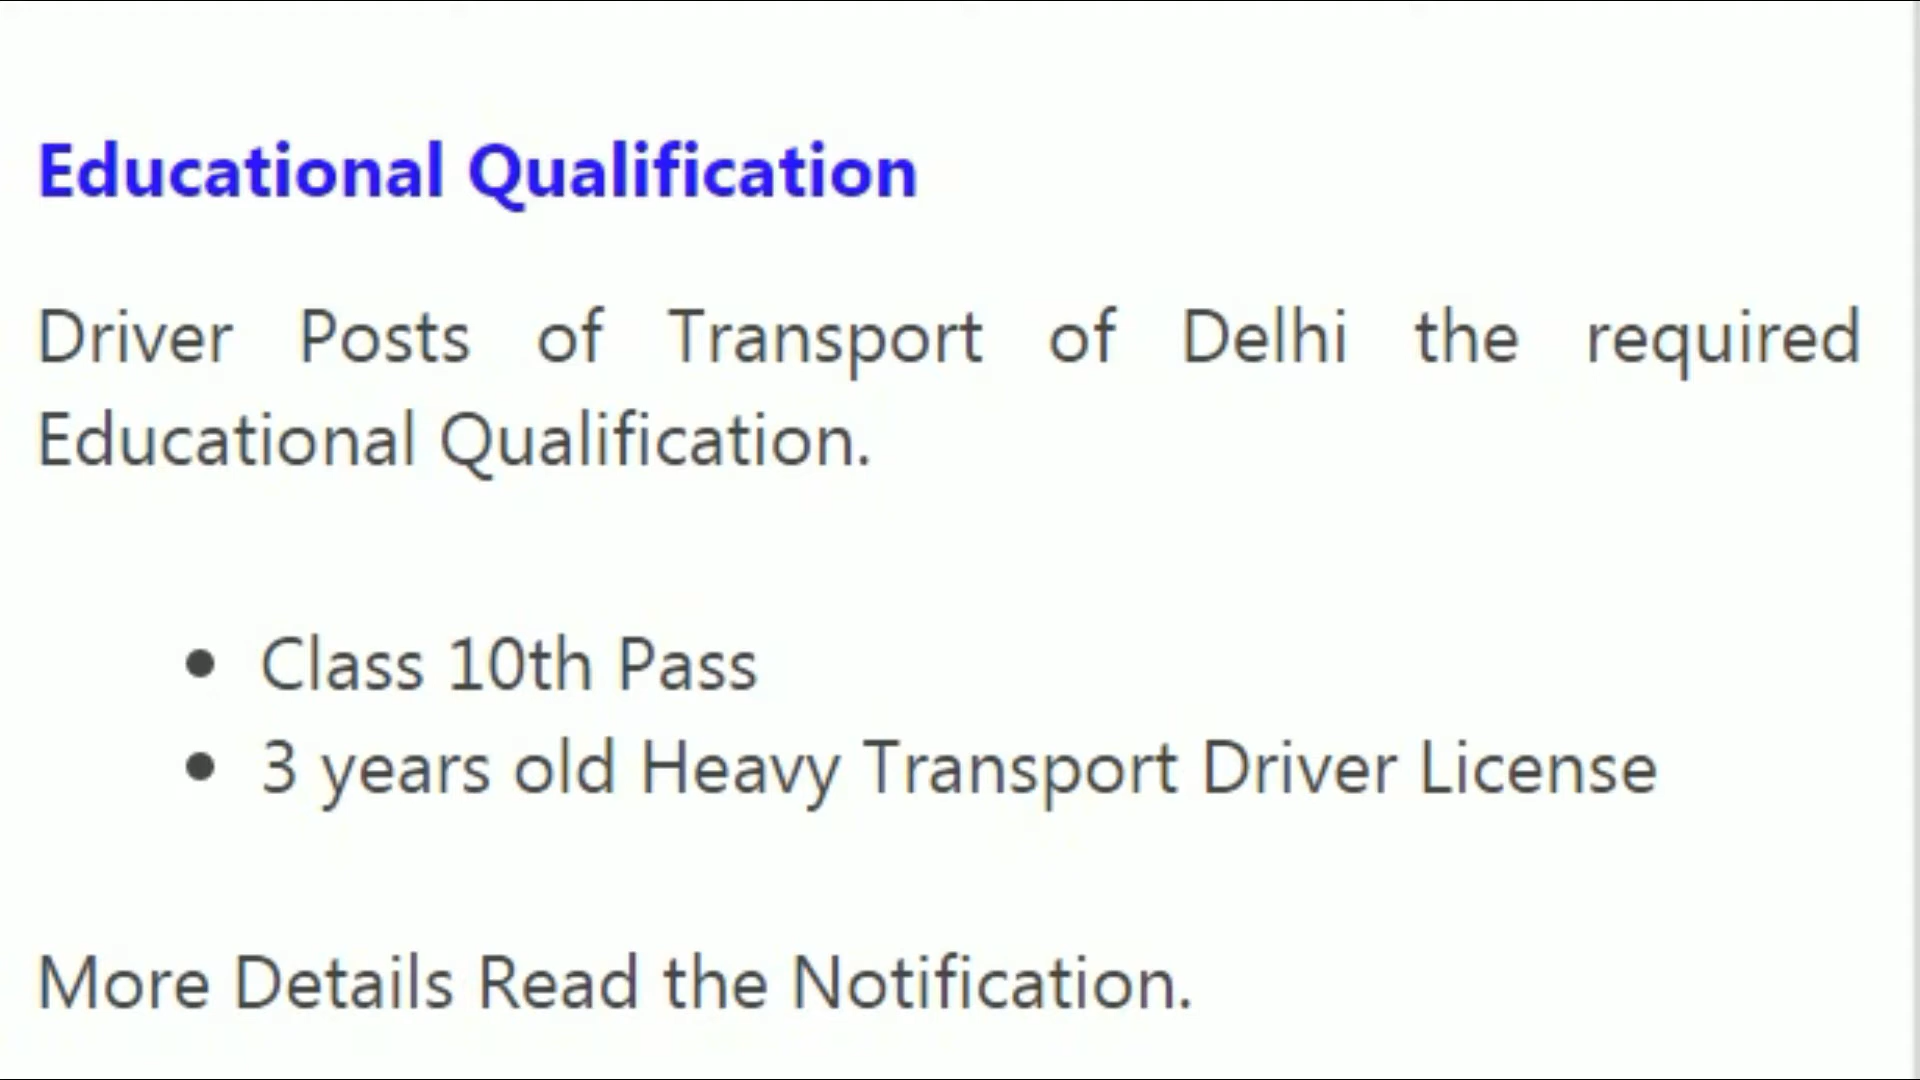 Educational Qualification
Driver Posts of Transport of Delhi the required
Educational Qualification.
• Class 10th Pass
• 3 years old Heavy Transport Driver License
More Details Read the Notification.